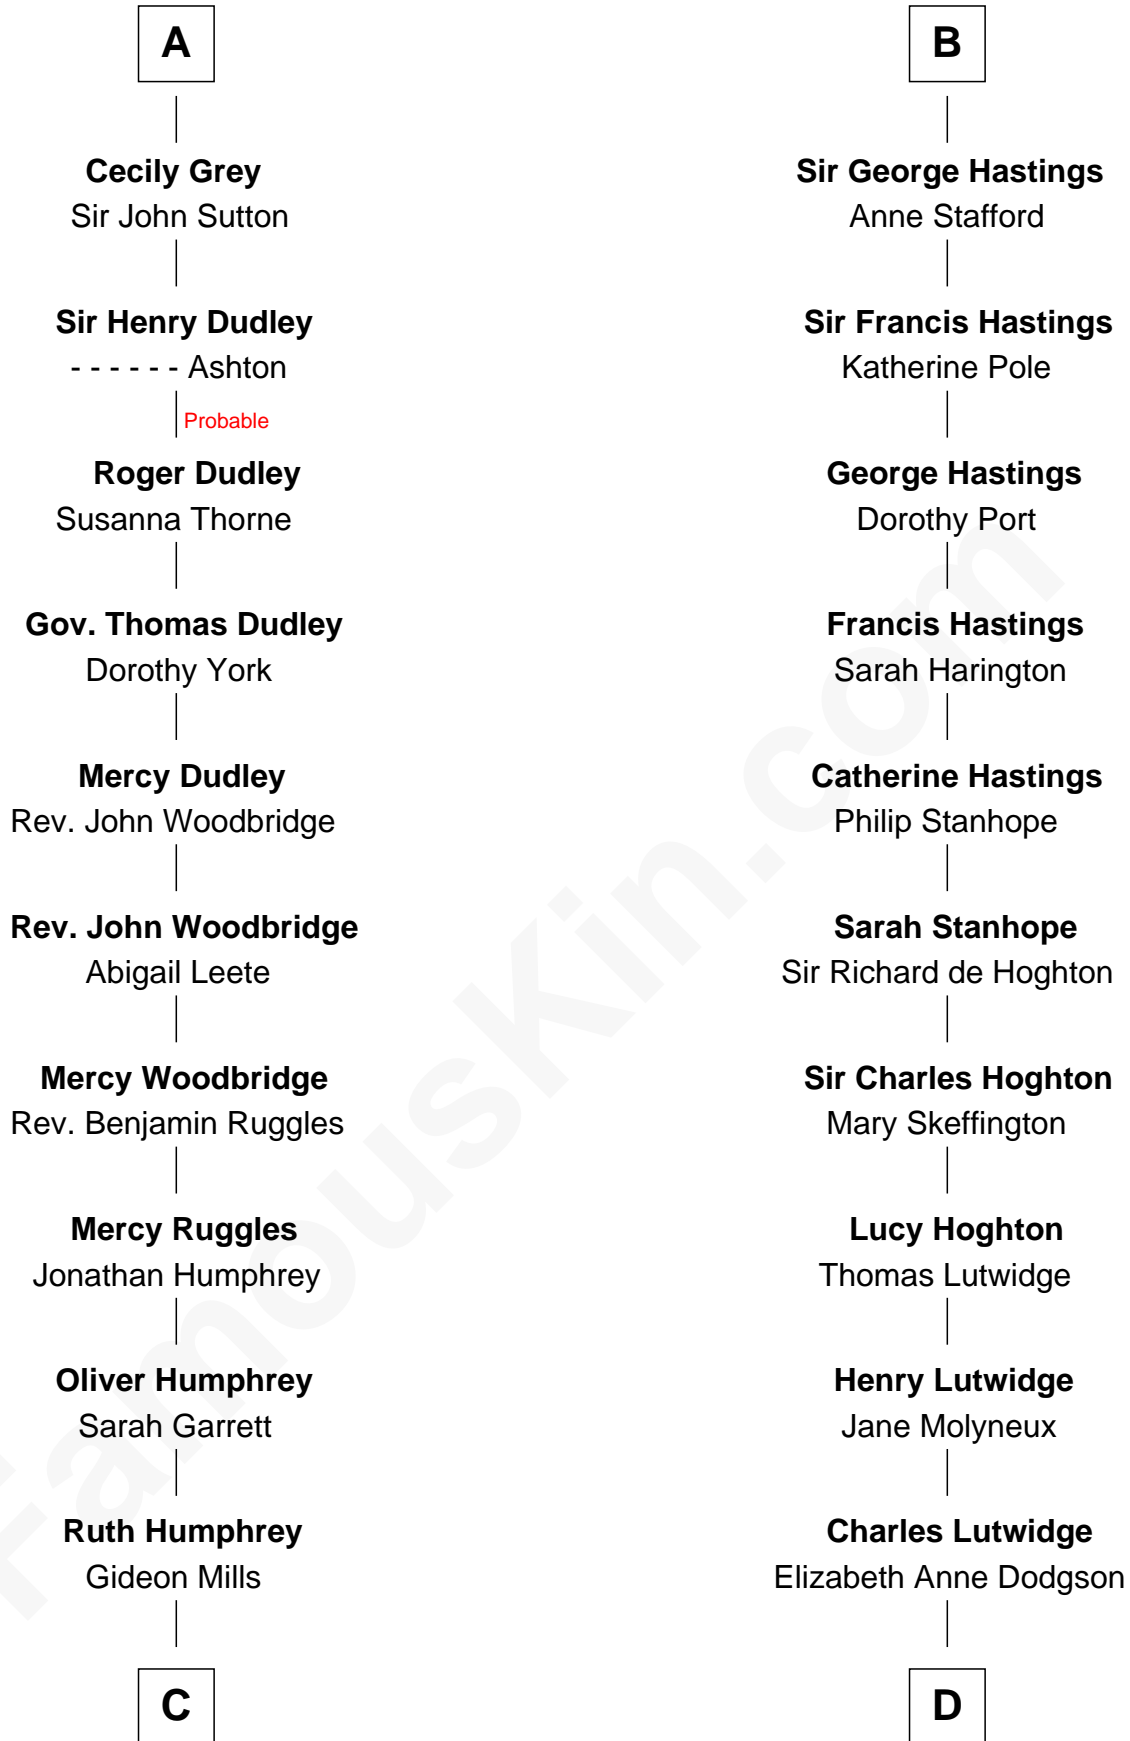 A
Cecily Grey
Sir John Sutton
Sir Henry Dudley
- - - - - - Ashton
Probable
Roger Dudley
Susanna Thorne
Gov. Thomas Dudley
Dorothy York
Mercy Dudley
Rev. John Woodbridge
Rev. John Woodbridge
Abigail Leete
Mercy Woodbridge
Rev. Benjamin Ruggles
Mercy Ruggles
Jonathan Humphrey
Oliver Humphrey
Sarah Garrett
Ruth Humphrey
Gideon Mills
C
B
Sir George Hastings
Anne Stafford
Sir Francis Hastings
Katherine Pole
George Hastings
Dorothy Port
Francis Hastings
Sarah Harington
Catherine Hastings
Philip Stanhope
Sarah Stanhope
Sir Richard de Hoghton
Sir Charles Hoghton
Mary Skeffington
Lucy Hoghton
Thomas Lutwidge
Henry Lutwidge
Jane Molyneux
Charles Lutwidge
Elizabeth Anne Dodgson
D
FamousKin.com